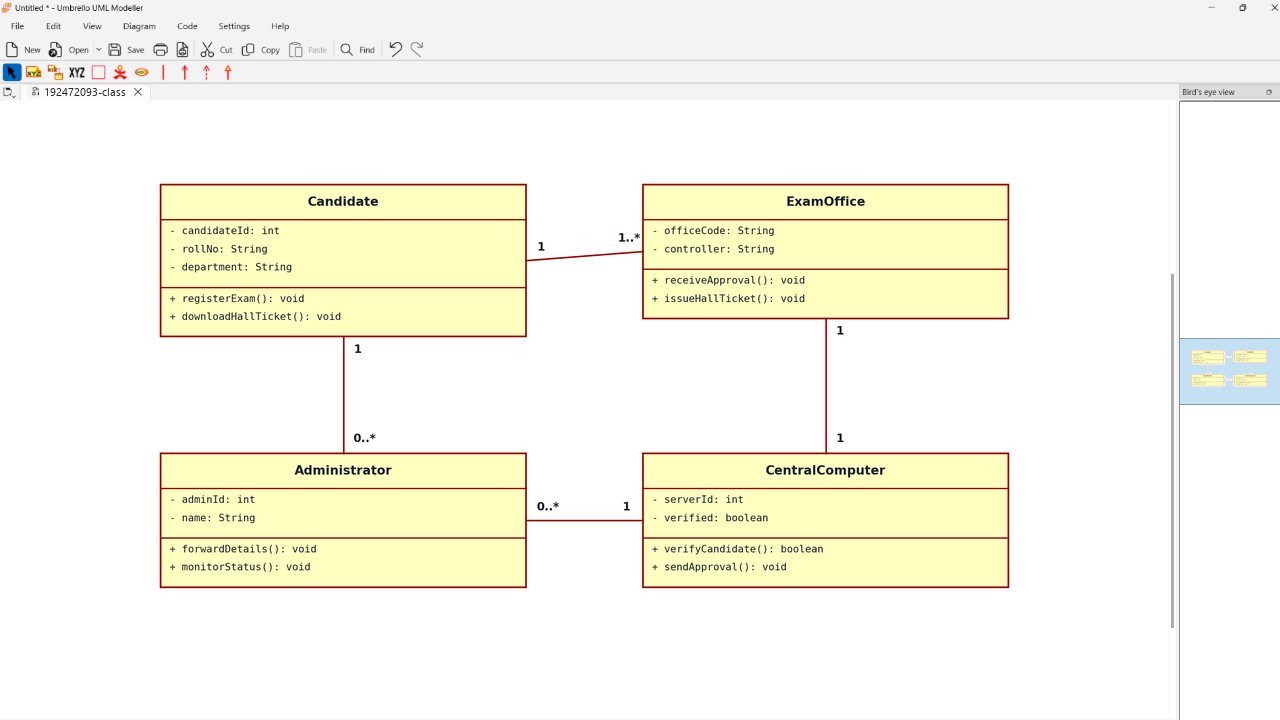 Untitled * - Umbrello UML Modeller
File Edit View Diagram Code Settings Help
New Open Save Cut Copy Paste Find
XYZ XYZ
192472093-class
Bird's eye view
Candidate
- candidateId: int
- rollNo: String
- department: String
+ registerExam(): void
+ downloadHallTicket(): void
1
1..*
ExamOffice
- officeCode: String
- controller: String
+ receiveApproval(): void
+ issueHallTicket(): void
1
0..*
1
1
Administrator
- adminId: int
- name: String
+ forwardDetails(): void
+ monitorStatus(): void
0..*
1
CentralComputer
- serverId: int
- verified: boolean
+ verifyCandidate(): boolean
+ sendApproval(): void